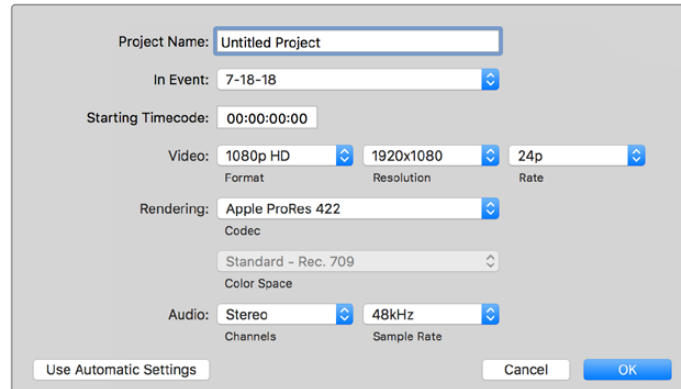 Project Name: Untitled Project
In Event: 7-18-18
Starting Timecode: 00:00:00:00
Video: 1080p HD 1920x1080 24p
Format Resolution Rate
Rendering: Apple ProRes 422
Codec
Standard - Rec. 709
Color Space
Audio: Stereo 48kHz
Channels Sample Rate
Use Automatic Settings Cancel OK